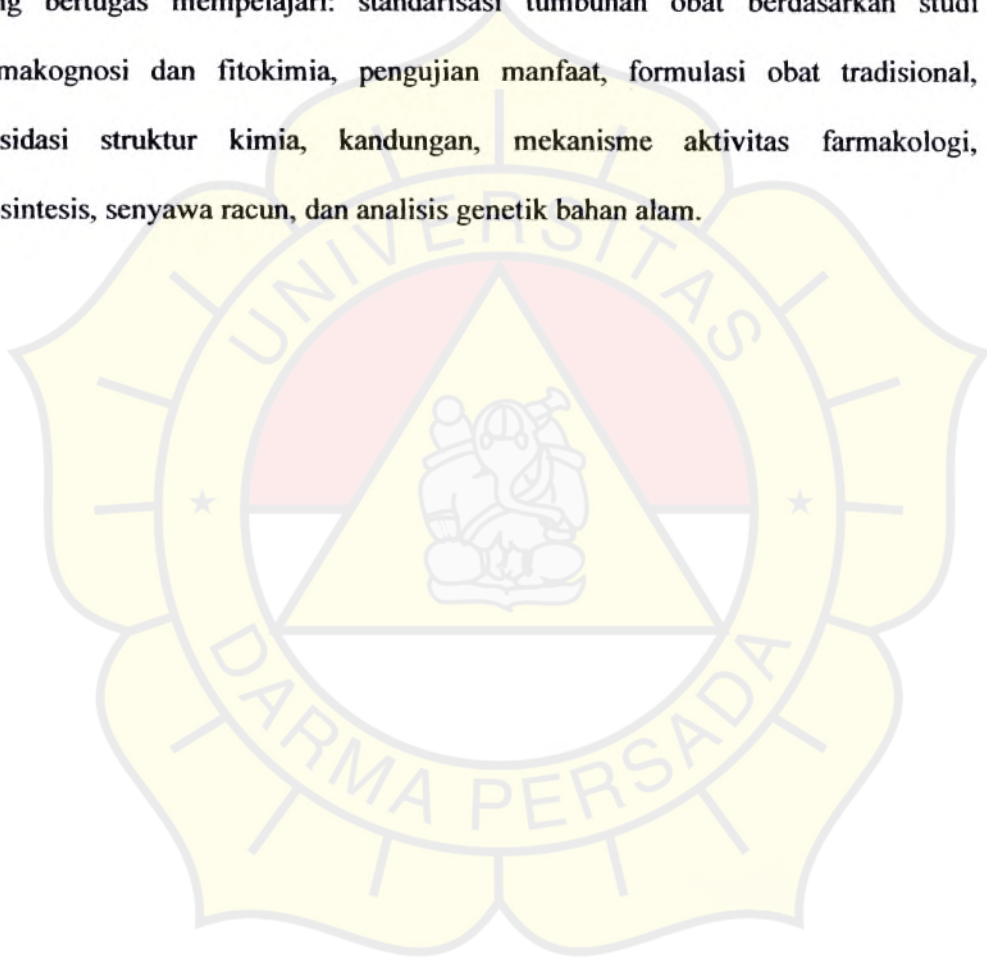 ng bertugas mempelajari: standarisasi tumbuhan obat berdasarkan studi
makognosi dan fitokimia, pengujian manfaat, formulasi obat tradisional,
sidasi struktur kimia, kandungan, mekanisme aktivitas farmakologi,
sintesis, senyawa racun, dan analisis genetik bahan alam.
UNIVERSITAS
DARMA PERSADA